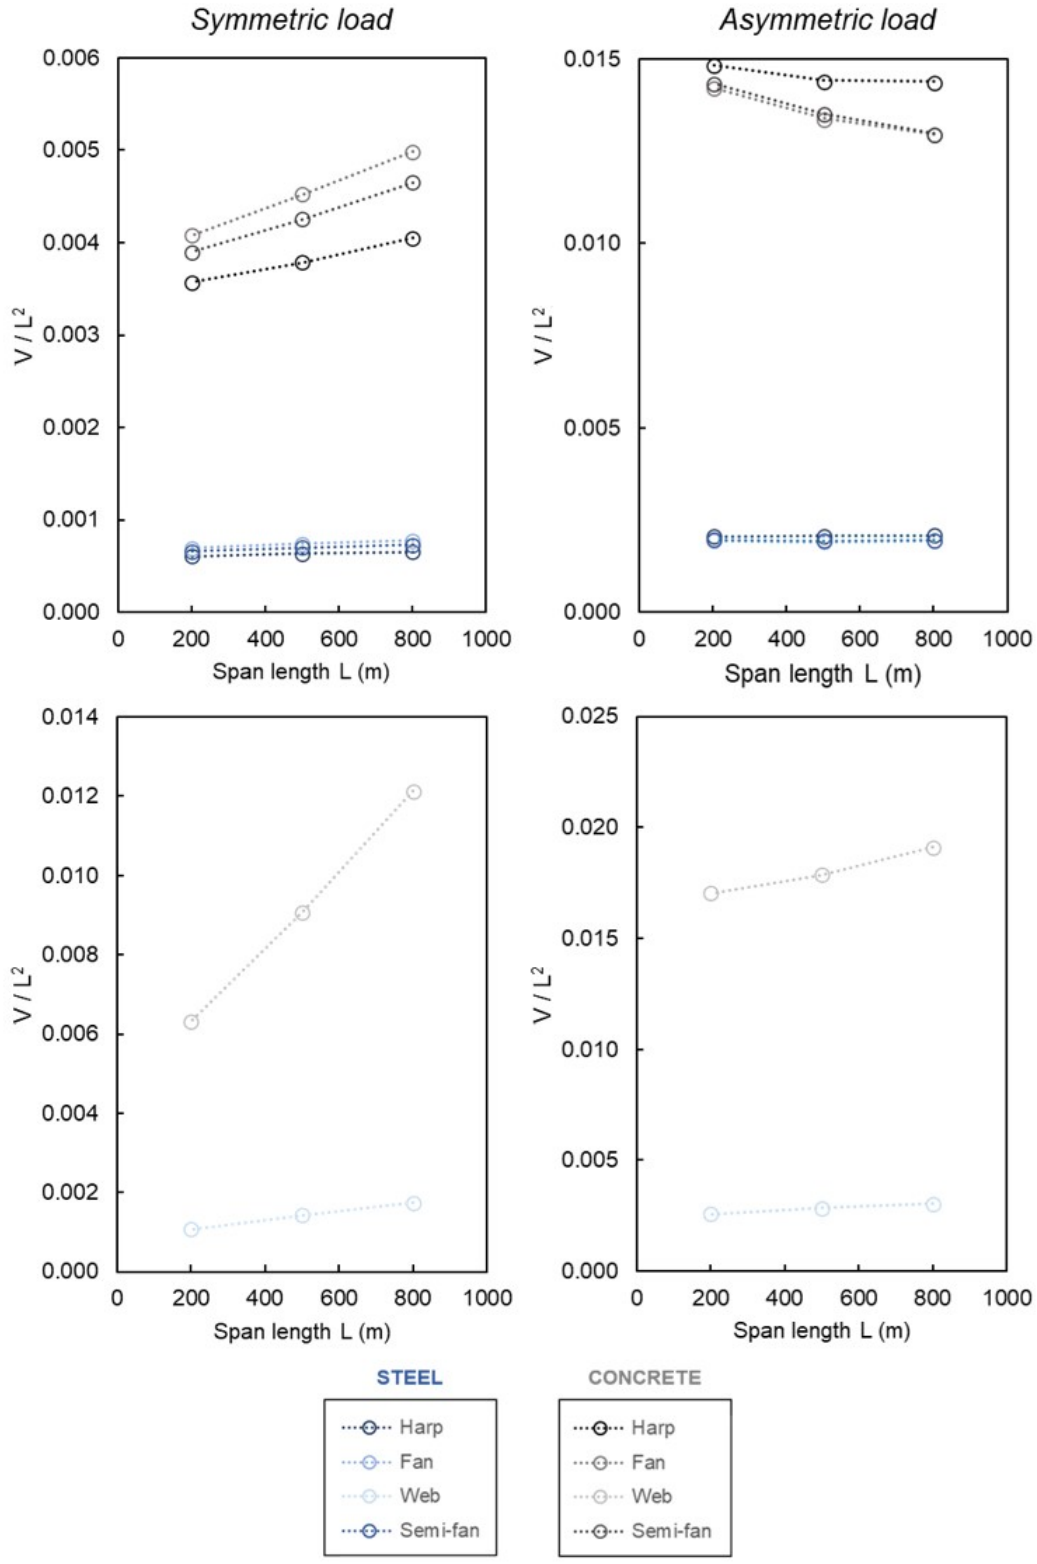 Symmetric load
0.006
0.005
0.004
0.003
0.002
0.001
0.000
V / L²
0 200 400 600 800 1000
Span length L (m)
Asymmetric load
0.015
0.010
0.005
0.000
V / L²
0 200 400 600 800 1000
Span length L (m)
0.014
0.012
0.010
0.008
0.006
0.004
0.002
0.000
V / L²
0 200 400 600 800 1000
Span length L (m)
0.025
0.020
0.015
0.010
0.005
0.000
V / L²
0 200 400 600 800 1000
Span length L (m)
STEEL
Harp
Fan
Web
Semi-fan
CONCRETE
Harp
Fan
Web
Semi-fan